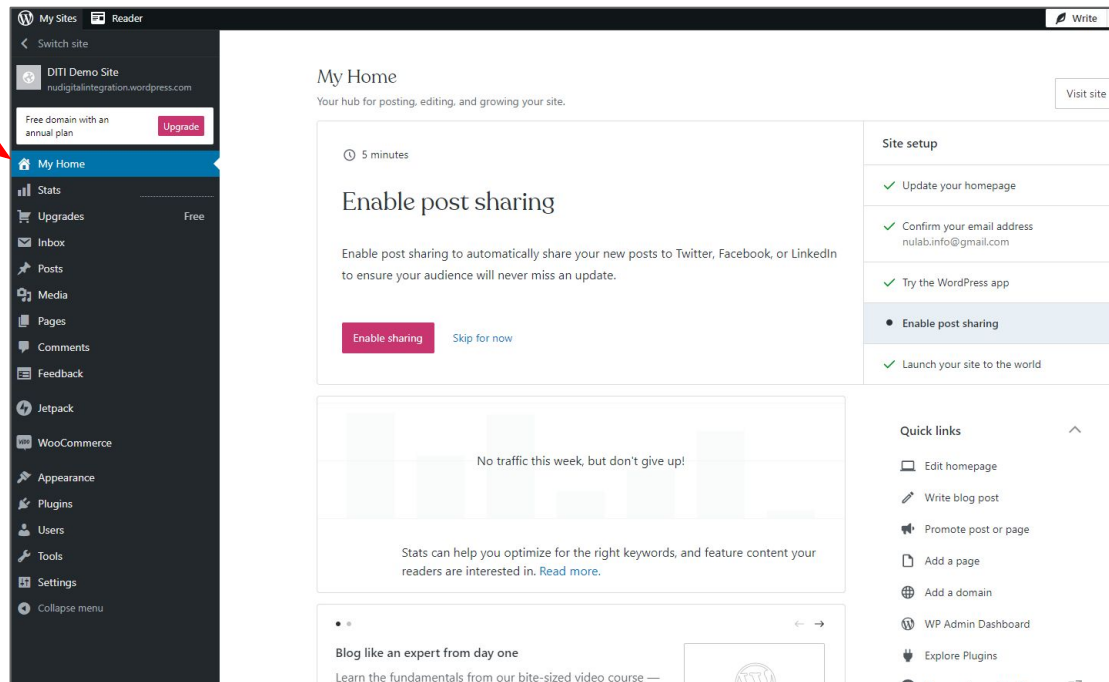 My Sites Reader Write
Switch site
DITI Demo Site
nudigitalintegration.wordpress.com
Free domain with an
annual plan
Upgrade
My Home
Stats
Upgrades Free
Inbox
Posts
Media
Pages
Comments
Feedback
Jetpack
WooCommerce
Appearance
Plugins
Users
Tools
Settings
Collapse menu
My Home
Your hub for posting, editing, and growing your site.
Visit site
5 minutes
Enable post sharing
Enable post sharing to automatically share your new posts to Twitter, Facebook, or LinkedIn
to ensure your audience will never miss an update.
Enable sharing Skip for now
Site setup
Update your homepage
Confirm your email address
nulab.info@gmail.com
Try the WordPress app
Enable post sharing
Launch your site to the world
No traffic this week, but don't give up!
Stats can help you optimize for the right keywords, and feature content your
readers are interested in. Read more.
Quick links
Edit homepage
Write blog post
Promote post or page
Add a page
Add a domain
WP Admin Dashboard
Explore Plugins
Blog like an expert from day one
Learn the fundamentals from our bite-sized video course —